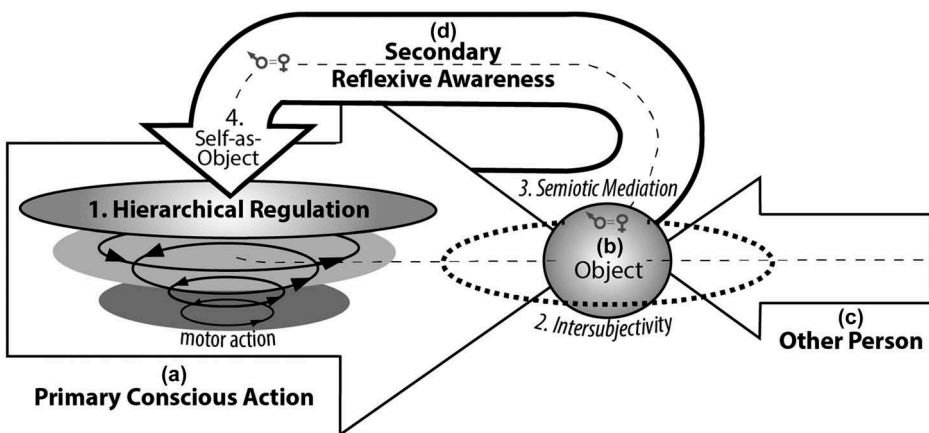 (d)
Secondary
Reflexive Awareness
♂=♀
4.
Self-as-
Object
1. Hierarchical Regulation
motor action
(a)
Primary Conscious Action
3. Semiotic Mediation
♂=♀
(b)
Object
2. Intersubjectivity
(c)
Other Person